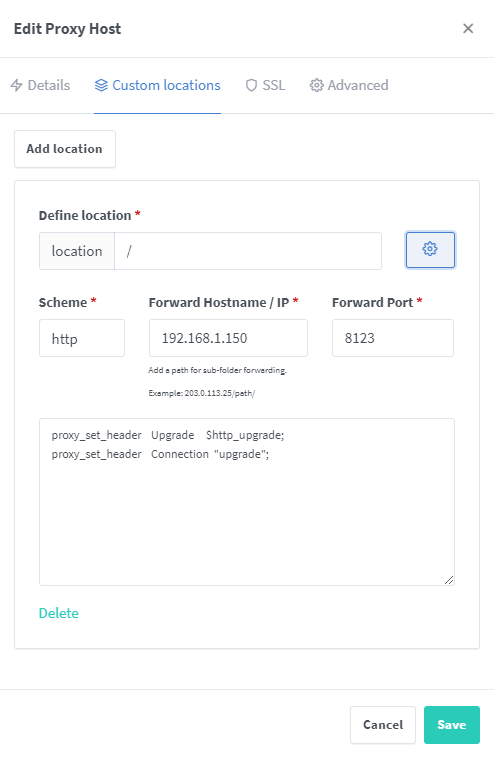 Edit Proxy Host
Details Custom locations SSL Advanced
Add location
Define location *
location /
Scheme * Forward Hostname / IP * Forward Port *
http 192.168.1.150 8123
Add a path for sub-folder forwarding.
Example: 203.0.113.25/path/
proxy_set_header Upgrade $http_upgrade;
proxy_set_header Connection "upgrade";
Delete
Cancel Save